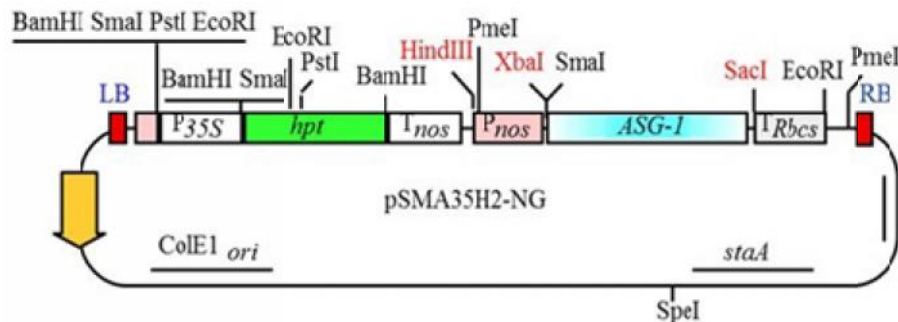 BamHI SmaI PstI EcoRI
EcoRI
PmeI
HindIII
PstI
XbaI
SmaI
SacI
EcoRI
PmeI
LB
BamHI SmaI
BamHI
RB
P35S
hpt
Tnos
Pnos
ASG-1
TRbcs
pSMA35H2-NG
ColE1 ori
staA
SpeI